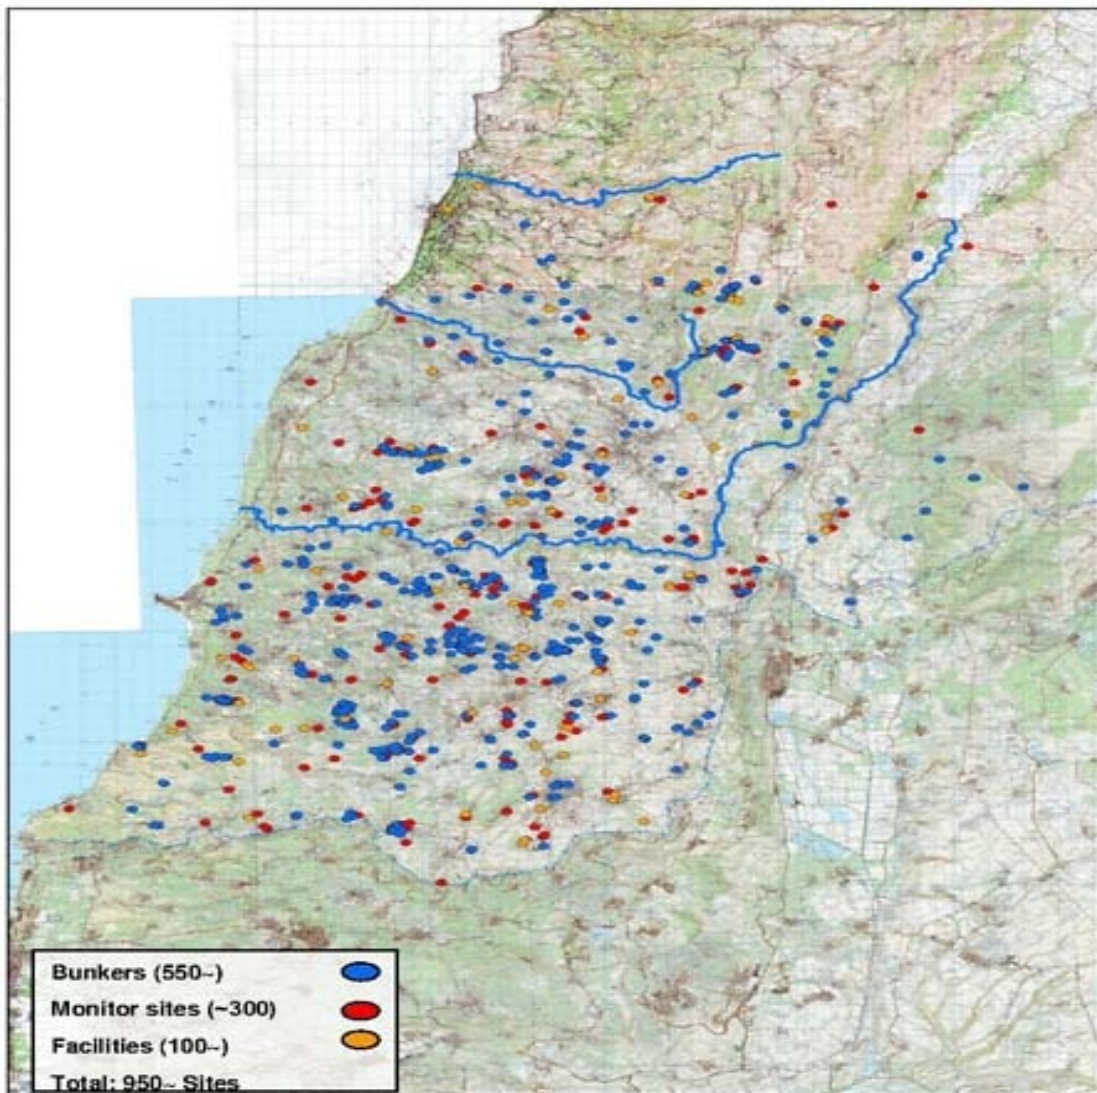 Bunkers (550~)
Monitor sites (~300)
Facilities (100~)
Total: 950~ Sites